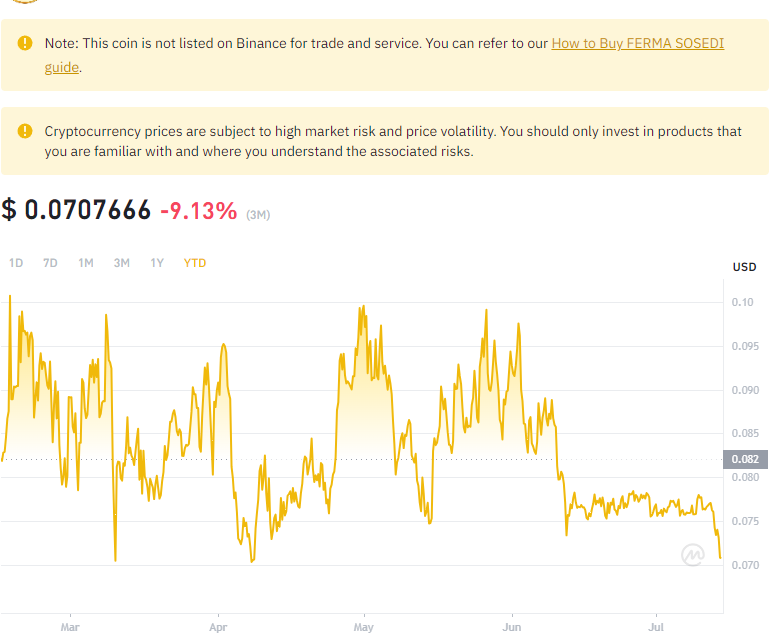 Note: This coin is not listed on Binance for trade and service. You can refer to our How to Buy FERMA SOSEDI
guide.
Cryptocurrency prices are subject to high market risk and price volatility. You should only invest in products that
you are familiar with and where you understand the associated risks.
$ 0.0707666 -9.13% (3M)
1D 7D 1M 3M 1Y YTD
USD
0.10
0.095
0.090
0.085
0.082
0.080
0.075
0.070
Mar Apr May Jun Jul